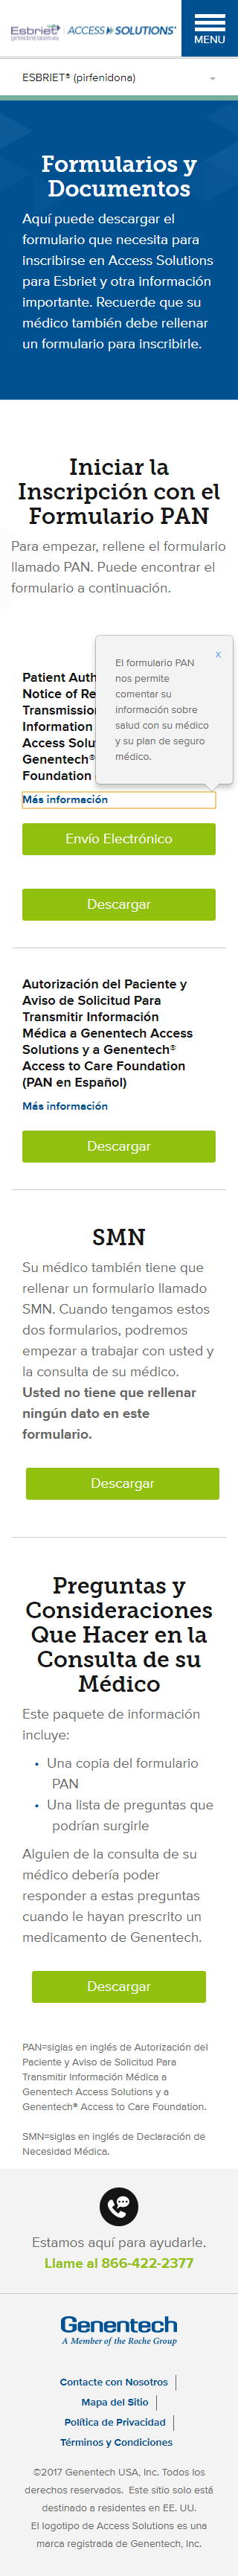 Esbriet
ACCESS SOLUTIONS®
MENU
ESBRIET® (pirfenidona)
Formularios y
Documentos
Aquí puede descargar el
formulario que necesita para
inscribirse en Access Solutions
para Esbriet y otra información
importante. Recuerde que su
médico también debe rellenar
un formulario para inscribirle.
Iniciar la
Inscripción con el
Formulario PAN
Para empezar, rellene el formulario
llamado PAN. Puede encontrar el
formulario a continuación.
x
El formulario PAN
nos permite
comentar su
información sobre
salud con su médico
y su plan de seguro
médico.
Patient Auth
Notice of Re
Transmission
Information
Access Solu
Genentech®
Foundation
Más información
Envío Electrónico
Descargar
Autorización del Paciente y
Aviso de Solicitud Para
Transmitir Información
Médica a Genentech Access
Solutions y a Genentech®
Access to Care Foundation
(PAN en Español)
Más información
Descargar
SMN
Su médico también tiene que
rellenar un formulario llamado
SMN. Cuando tengamos estos
dos formularios, podremos
empezar a trabajar con usted y
la consulta de su médico.
Usted no tiene que rellenar
ningún dato en este
formulario.
Descargar
Preguntas y
Consideraciones
Que Hacer en la
Consulta de su
Médico
Este paquete de información
incluye:
• Una copia del formulario
PAN
• Una lista de preguntas que
podrían surgirle
Alguien de la consulta de su
médico debería poder
responder a estas preguntas
cuando le hayan prescrito un
medicamento de Genentech.
Descargar
PAN=siglas en inglés de Autorización del
Paciente y Aviso de Solicitud Para
Transmitir Información Médica a
Genentech Access Solutions y a
Genentech® Access to Care Foundation.
SMN=siglas en inglés de Declaración de
Necesidad Médica.
Estamos aquí para ayudarle.
Llame al 866-422-2377
Genentech
A Member of the Roche Group
Contacte con Nosotros
Mapa del Sitio
Política de Privacidad
Términos y Condiciones
©2017 Genentech USA, Inc. Todos los
derechos reservados. Este sitio solo está
destinado a residentes en EE. UU.
El logotipo de Access Solutions es una
marca registrada de Genentech, Inc.